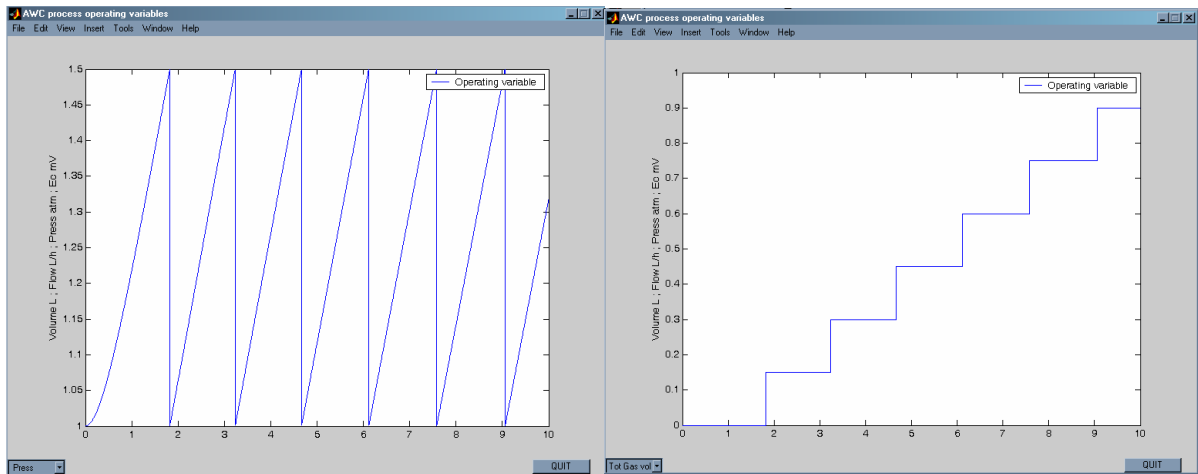 AWC process operating variables
File Edit View Insert Tools Window Help
Operating variable
Volume L ; Flow L/h ; Press atm ; Eo mV
1.5
1.45
1.4
1.35
1.3
1.25
1.2
1.15
1.1
1.05
1
0 1 2 3 4 5 6 7 8 9 10
Press
QUIT
AWC process operating variables
File Edit View Insert Tools Window Help
Operating variable
Volume L ; Flow L/h ; Press atm ; Eo mV
1
0.9
0.8
0.7
0.6
0.5
0.4
0.3
0.2
0.1
0
0 1 2 3 4 5 6 7 8 9 10
Tot Gas vol
QUIT